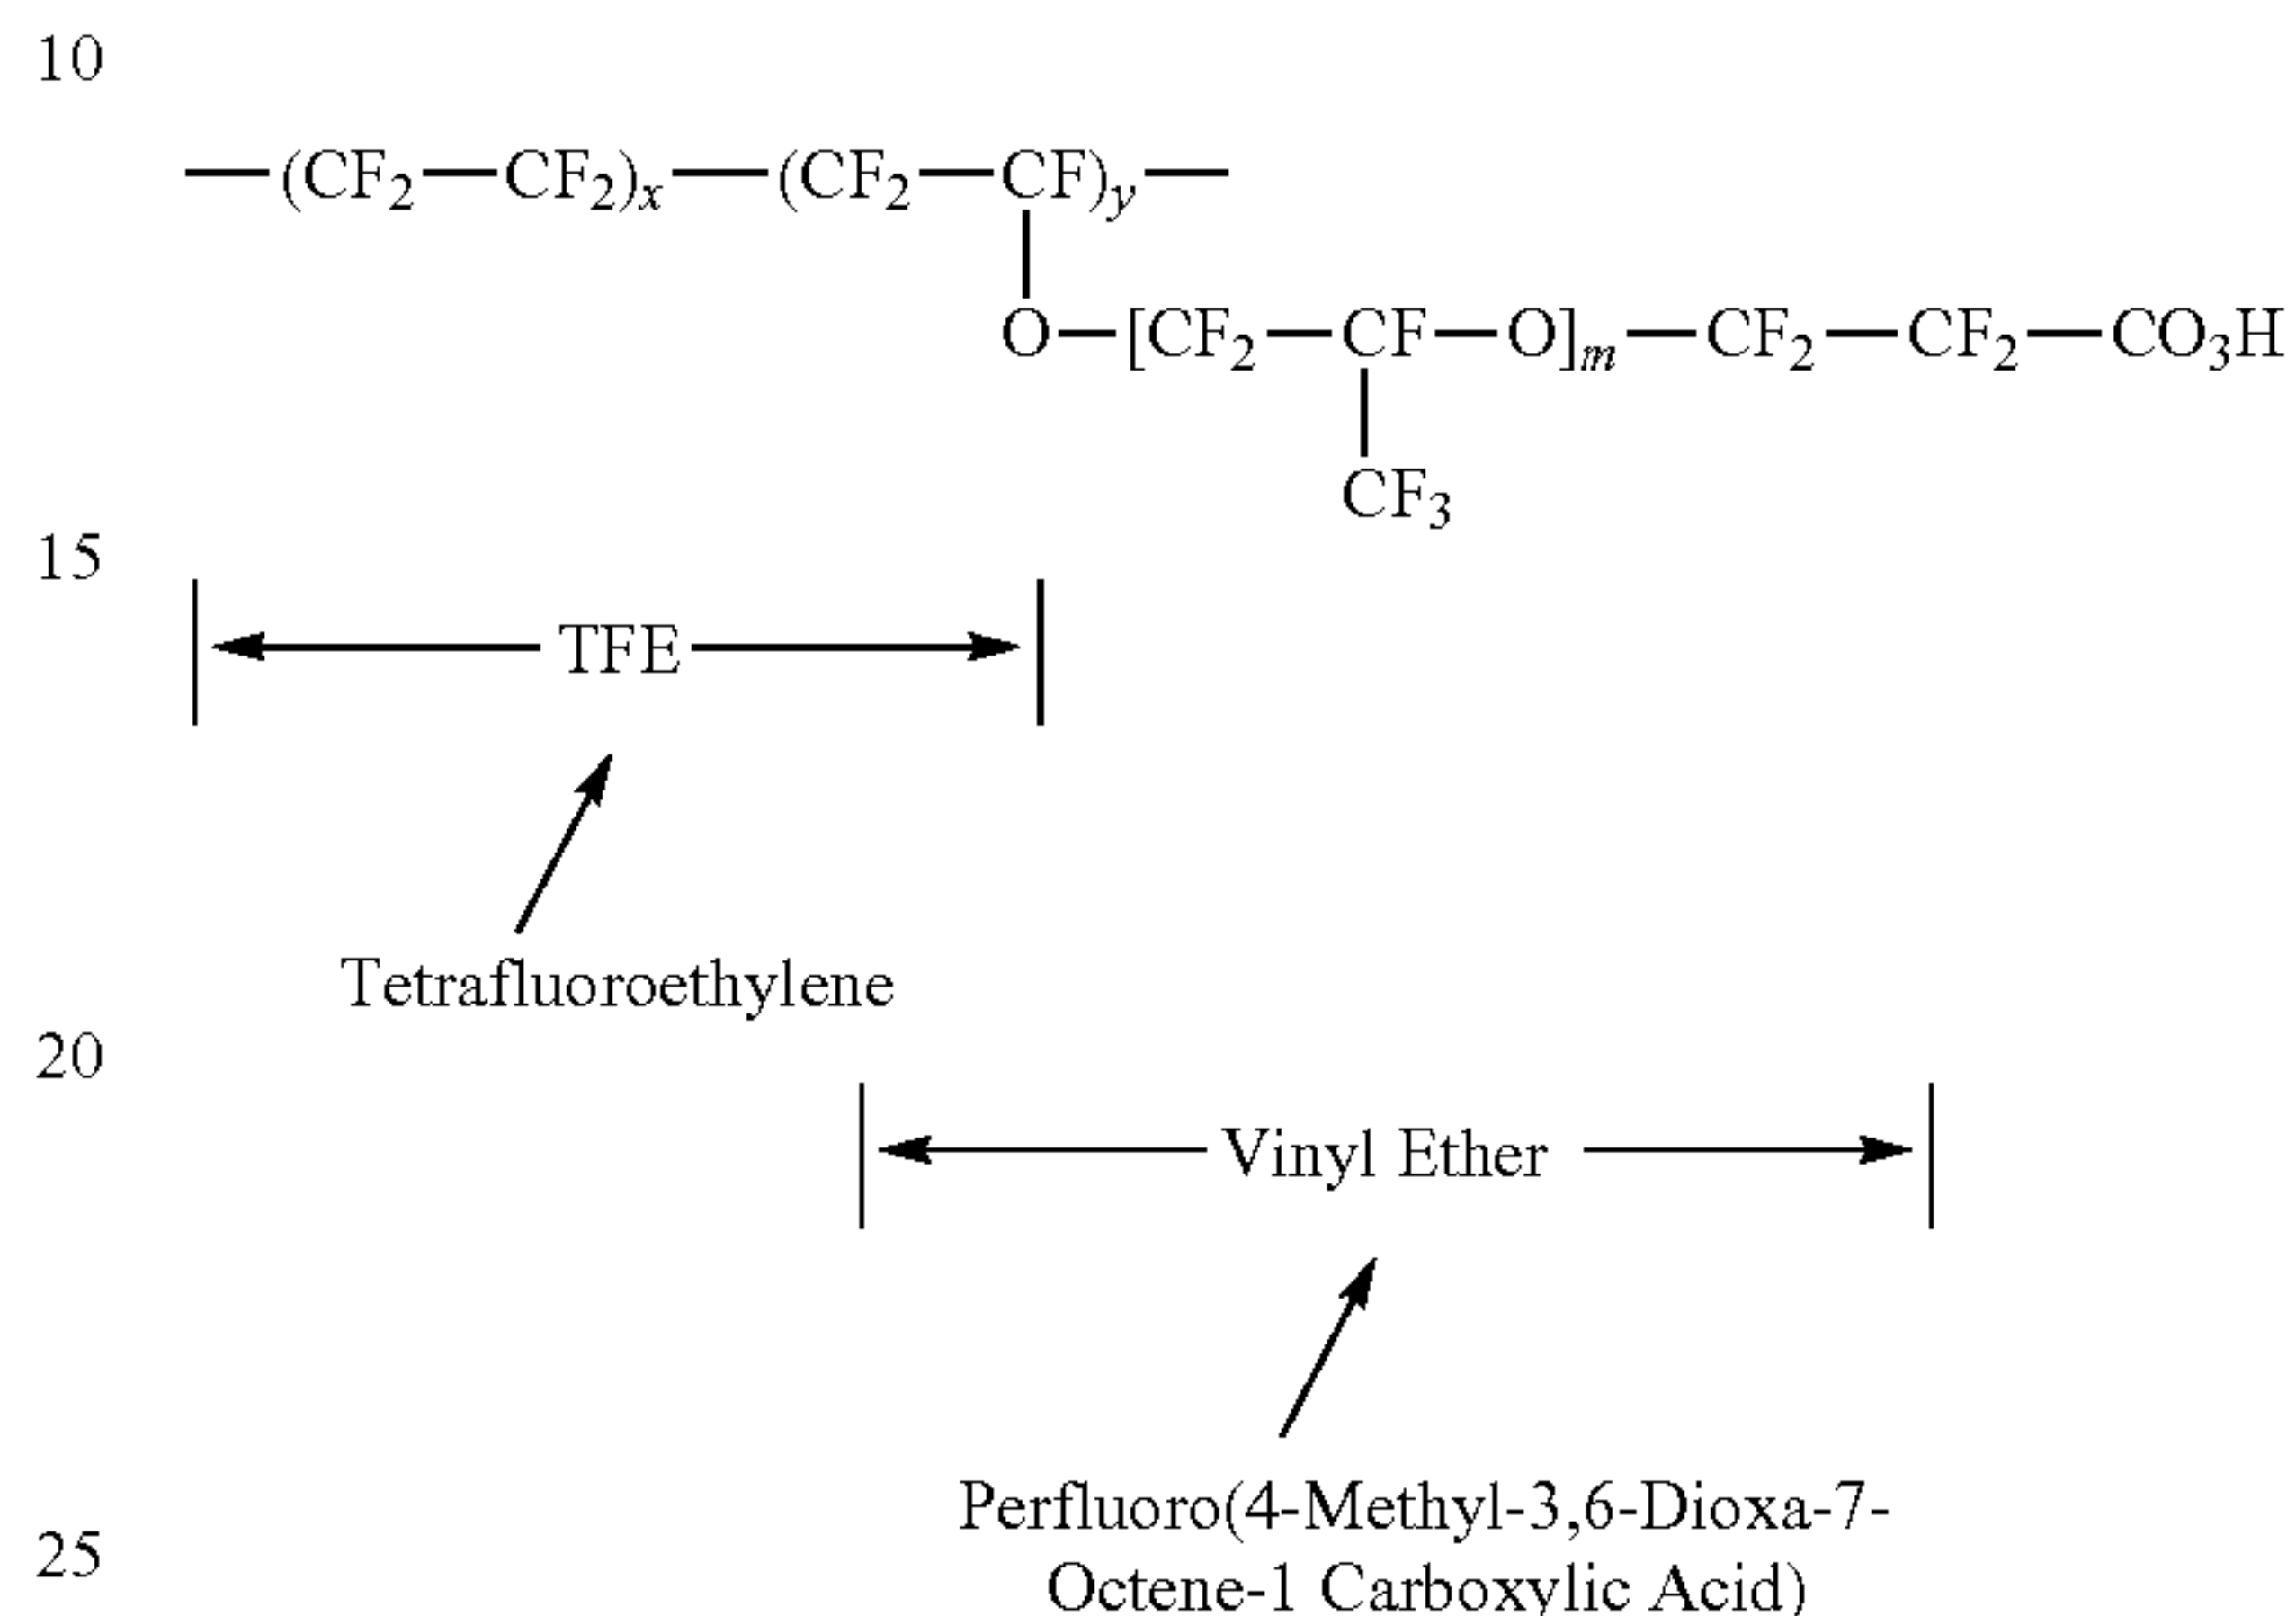 10
—(CF₂—CF₂)ₓ—(CF₂—CF)y—
O—[CF₂—CF—O]m—CF₂—CF₂—CO₃H
CF₃
15
TFE
Tetrafluoroethylene
20
Vinyl Ether
Perfluoro(4-Methyl-3,6-Dioxa-7-
25
Octene-1 Carboxylic Acid)